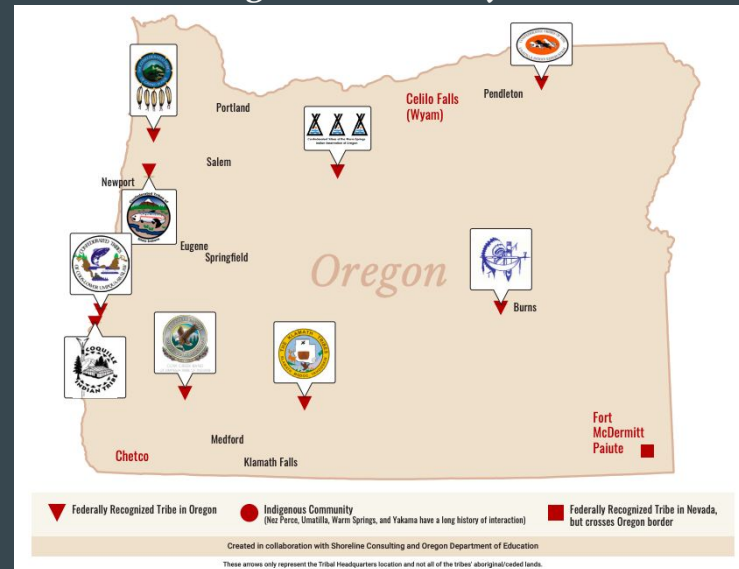 Portland
Celilo Falls
(Wyam)
Pendleton
Salem
Newport
Eugene
Springfield
Oregon
Burns
COQUILLE
INDIAN TRIBE
THE KLAMATH TRIBES
Fort
McDermitt
Paiute
Chetco
Medford
Klamath Falls
Federally Recognized Tribe in Oregon
Indigenous Community
(Nez Perce, Umatilla, Warm Springs, and Yakama have a long history of interaction)
Federally Recognized Tribe in Nevada,
but crosses Oregon border
Created in collaboration with Shoreline Consulting and Oregon Department of Education
These arrows only represent the Tribal Headquarters location and not all of the tribes' aboriginal/ceded lands.